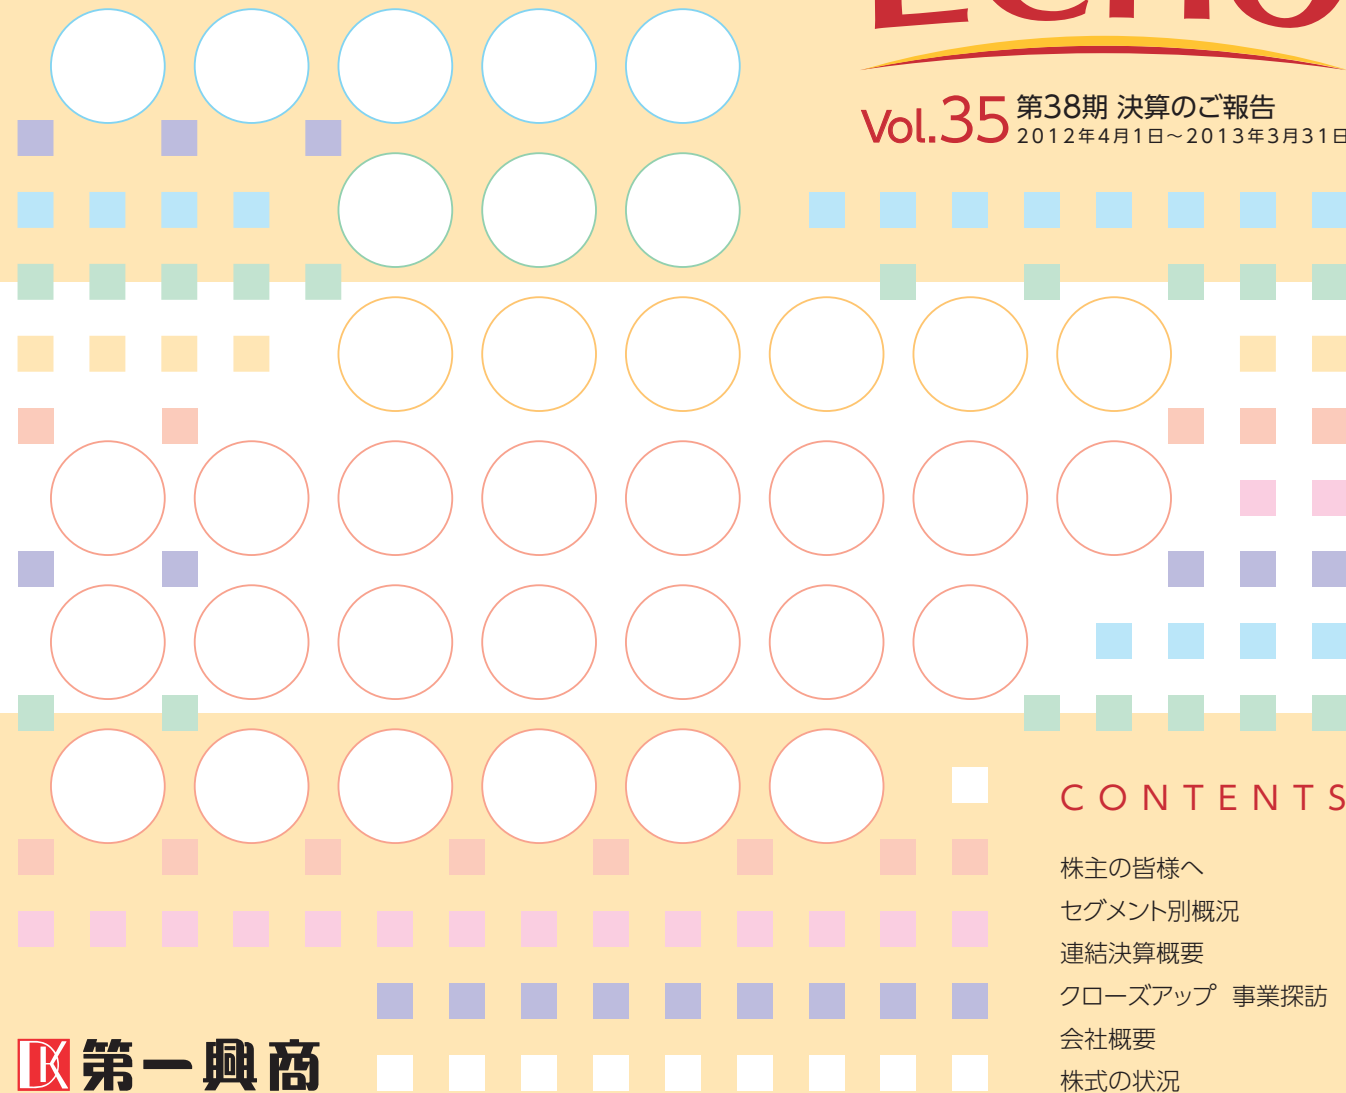 ECHO
Vol.35 第38期 決算のご報告
2012年4月1日～2013年3月31日
CONTENTS
株主の皆様へ
セグメント別概況
連結決算概要
クローズアップ 事業探訪
会社概要
株式の状況
DK 第一興商